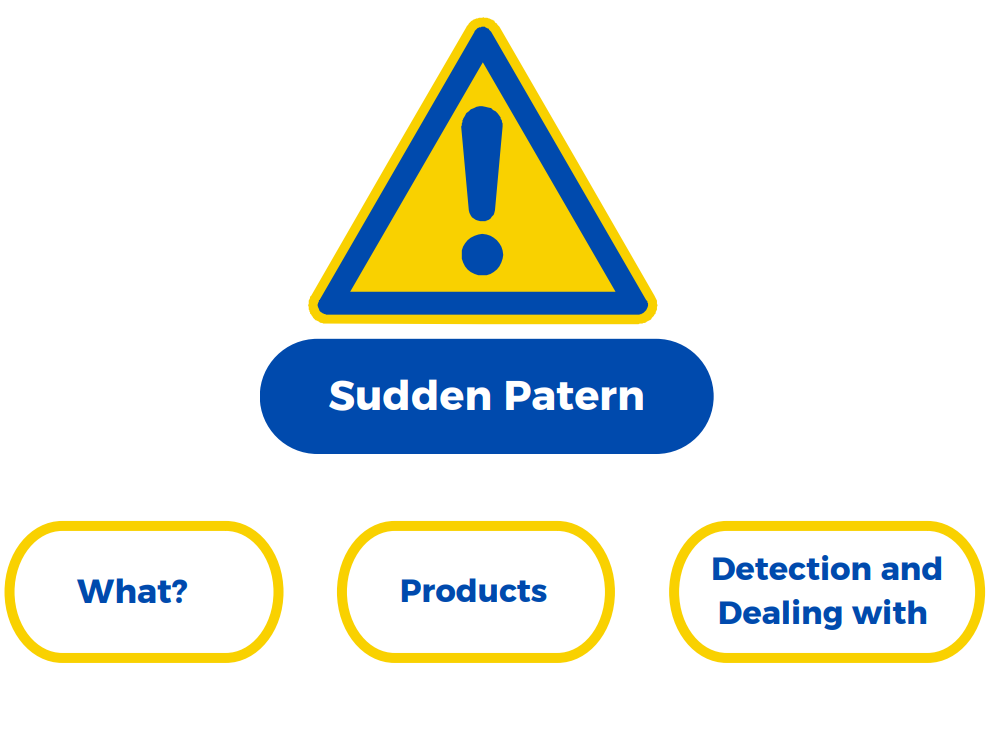 Sudden Patern
What?
Products
Detection and
Dealing with